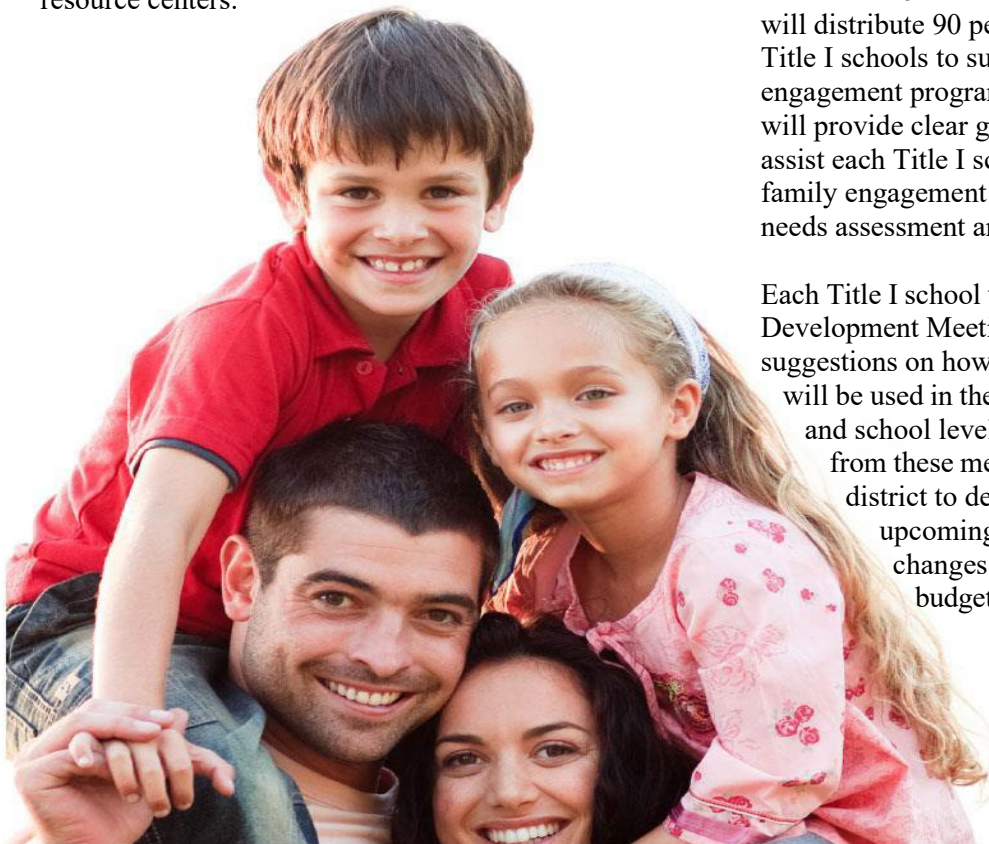 resource centers.
will distribute 90 pe
Title I schools to su
engagement progra
will provide clear g
assist each Title I sc
family engagement
needs assessment a
Each Title I school
Development Meeti
suggestions on how
will be used in the
and school level
from these me
district to de
upcoming
changes
budget